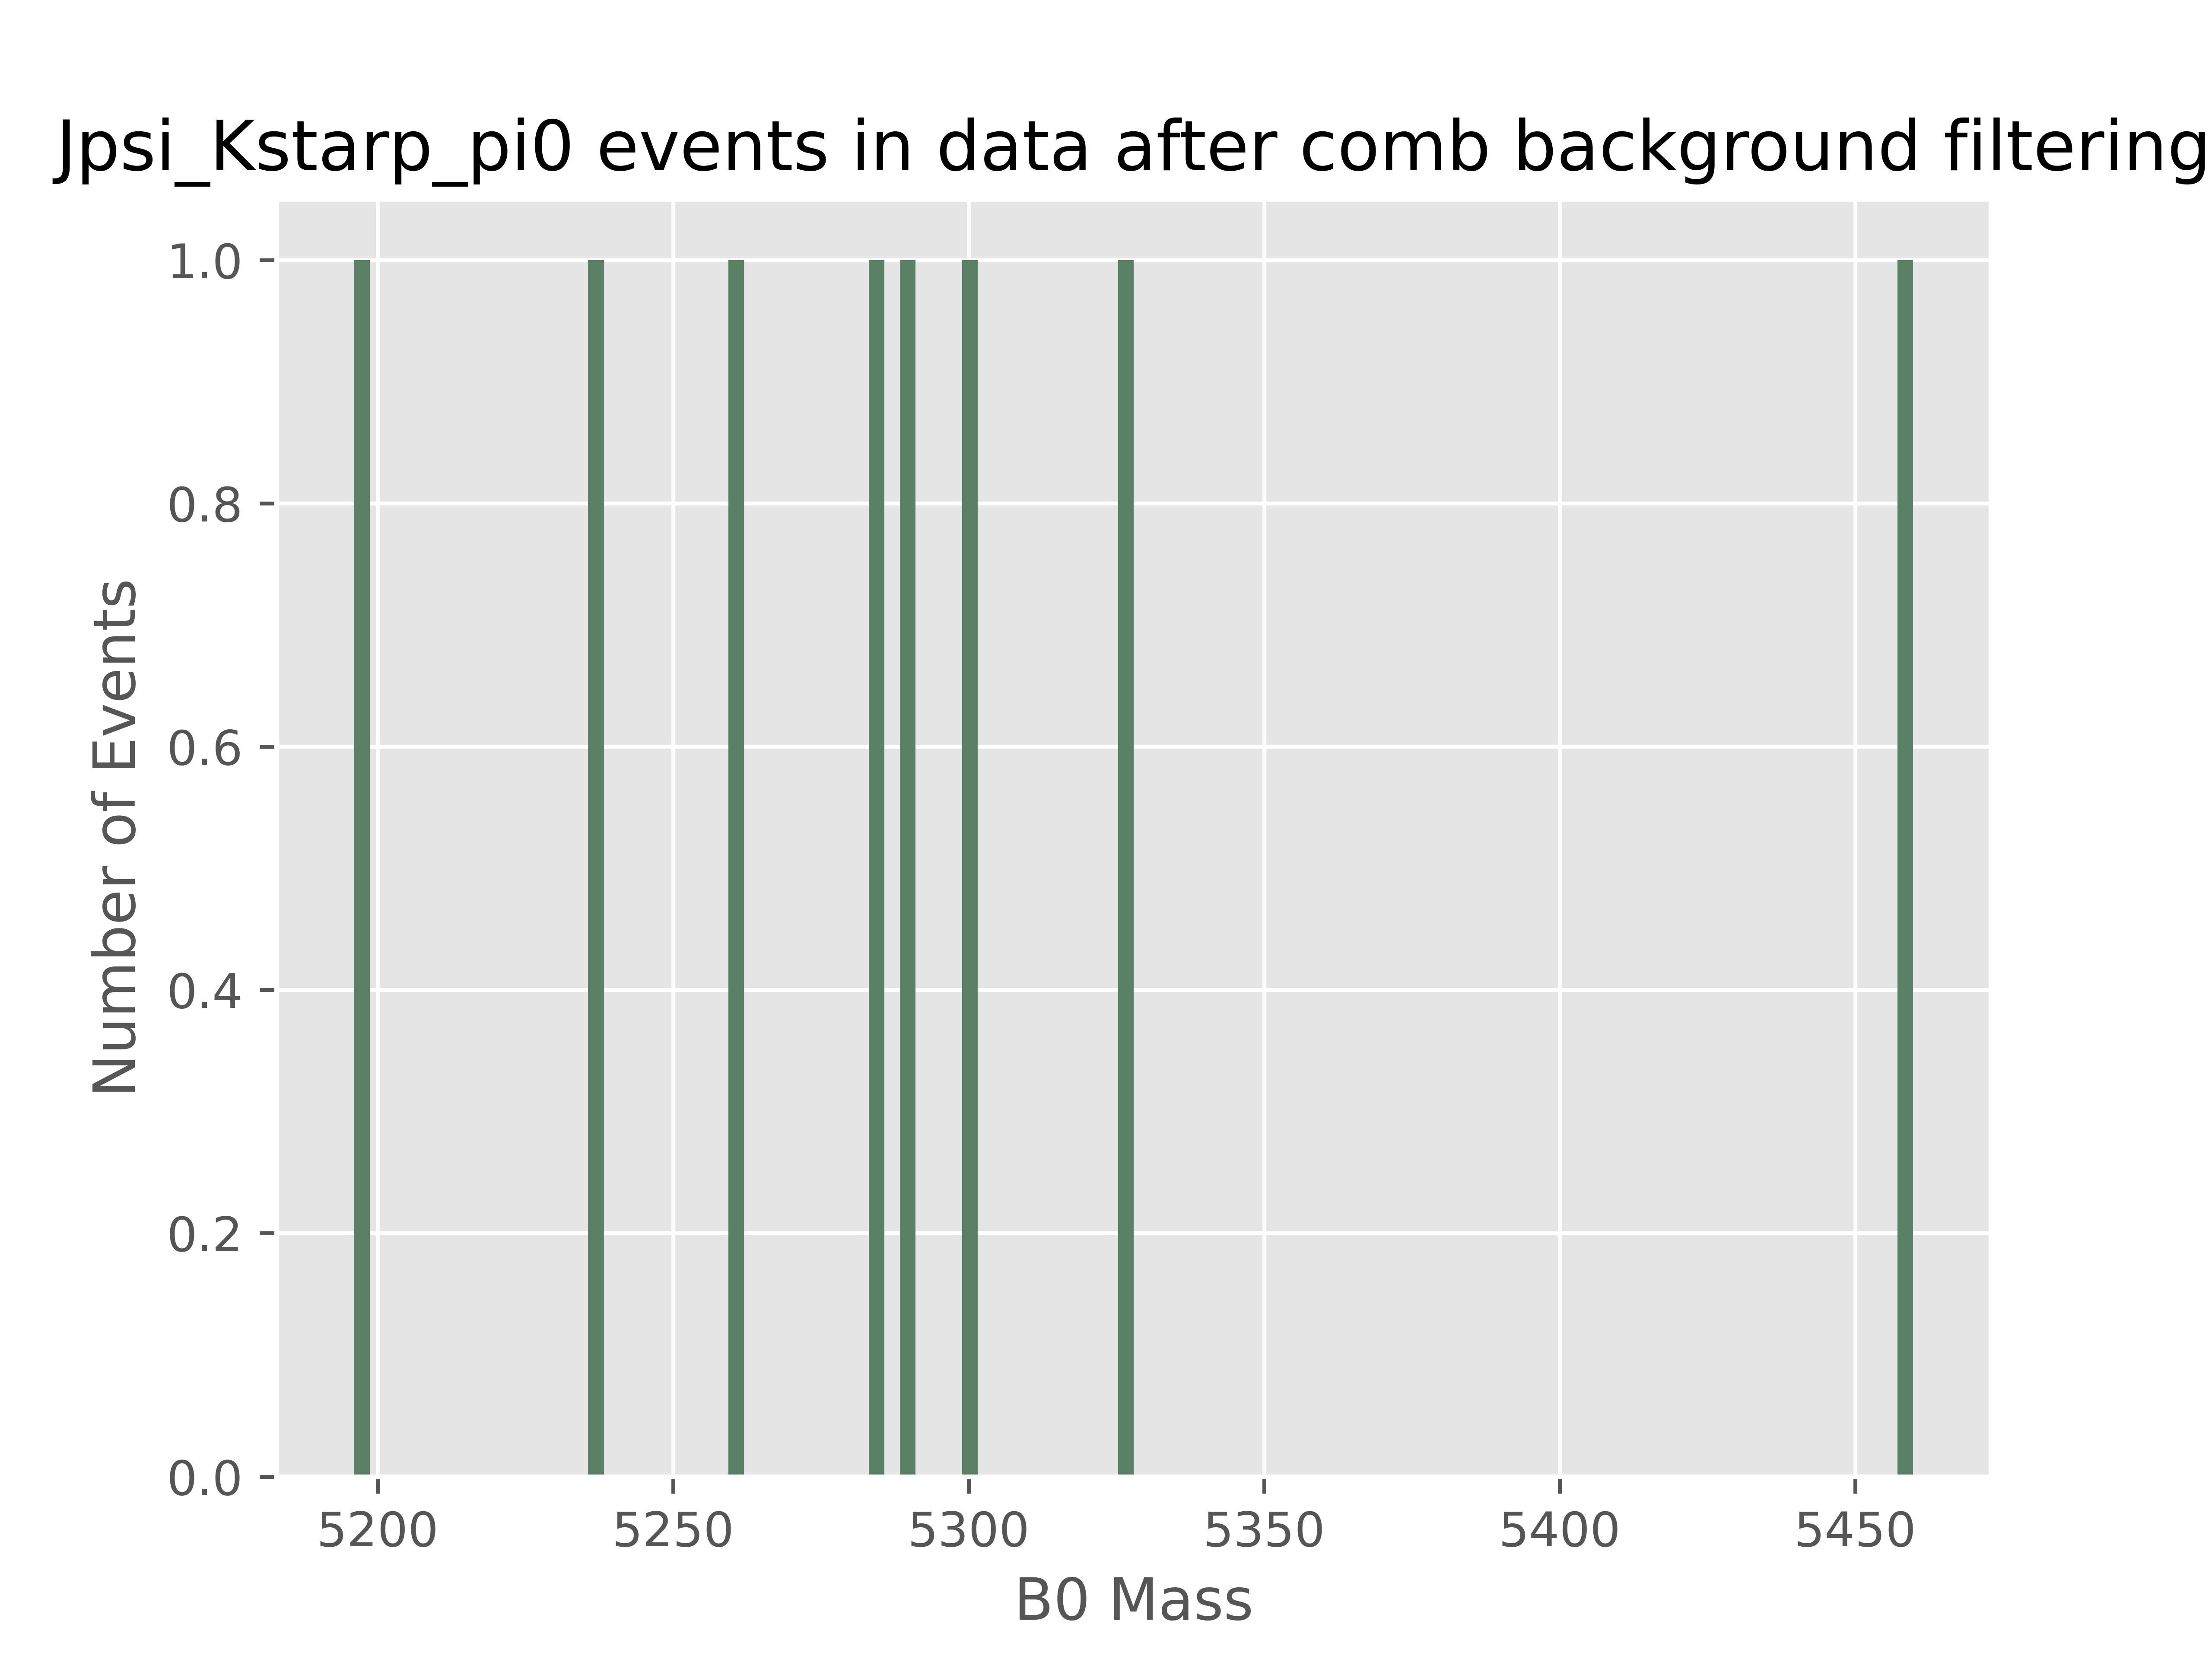 Jpsi_Kstarp_pi0 events in data after comb background filtering
Number of Events
1.0
0.8
0.6
0.4
0.2
0.0
5200 5250 5300 5350 5400 5450
B0 Mass